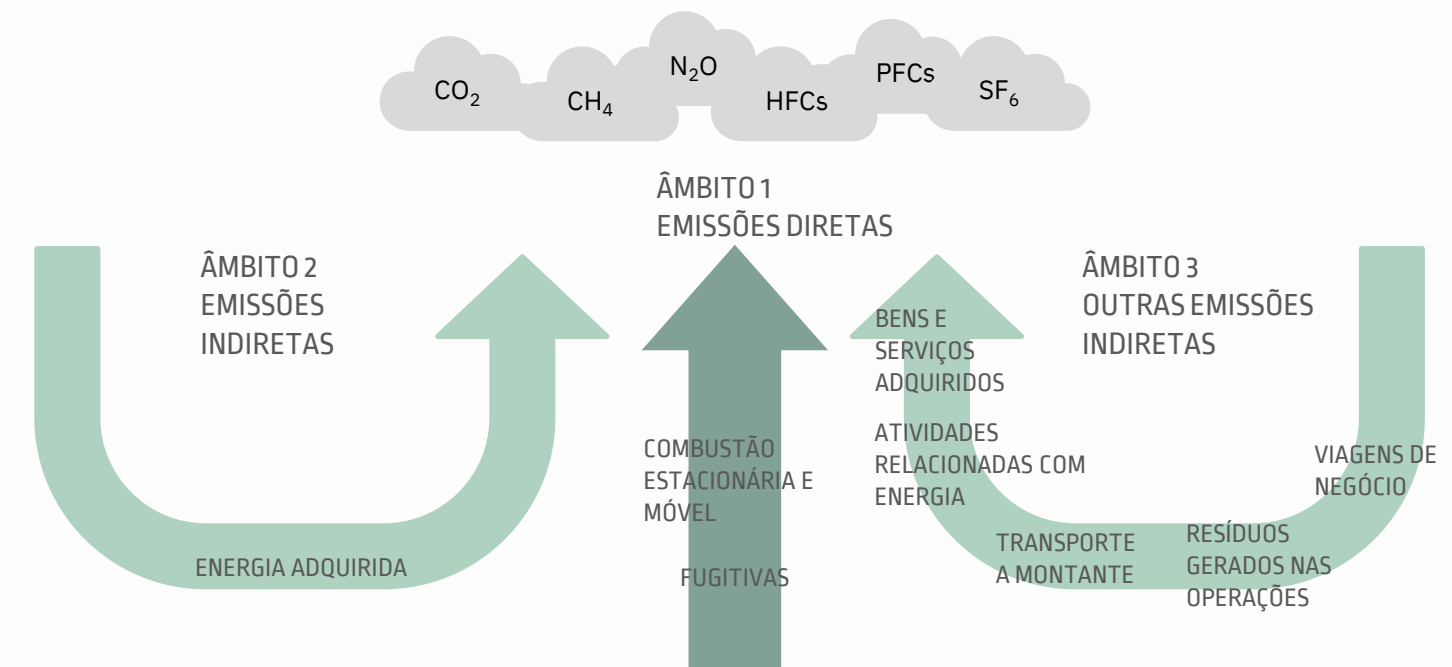 CO₂
CH₄
N₂O
HFCs
PFCs
SF₆
ÂMBITO 1
EMISSÕES DIRETAS
ÂMBITO 2
EMISSÕES
INDIRETAS
ÂMBITO 3
OUTRAS EMISSÕES
INDIRETAS
ENERGIA ADQUIRIDA
COMBUSTÃO
ESTACIONÁRIA E
MÓVEL
FUGITIVAS
BENS E
SERVIÇOS
ADQUIRIDOS
ATIVIDADES
RELACIONADAS COM
ENERGIA
TRANSPORTE
A MONTANTE
RESÍDUOS
GERADOS NAS
OPERAÇÕES
VIAGENS DE
NEGÓCIO